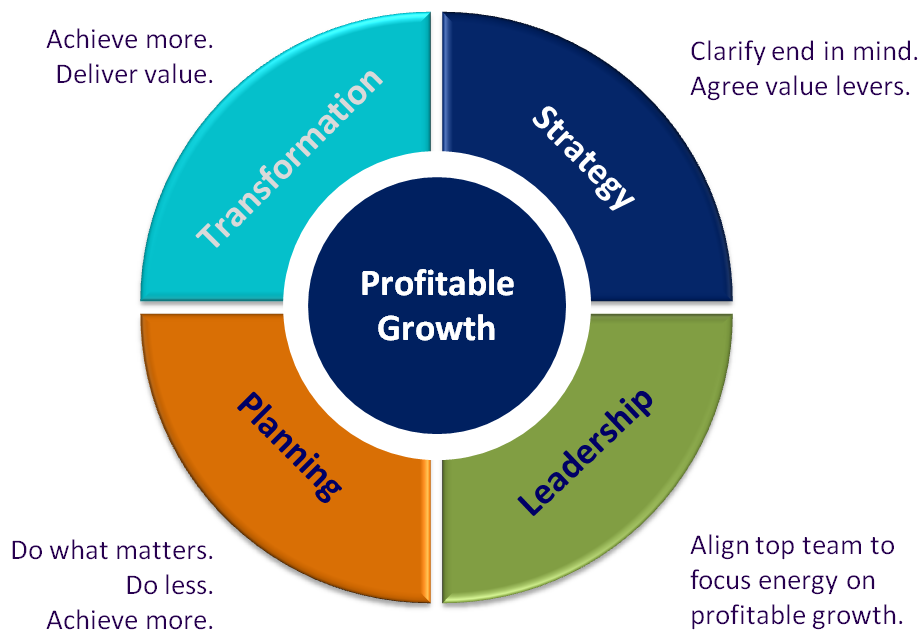 Achieve more.
Deliver value.
Transformation
Strategy
Clarify end in mind.
Agree value levers.
Profitable
Growth
Planning
Leadership
Do what matters.
Do less.
Achieve more.
Align top team to
focus energy on
profitable growth.